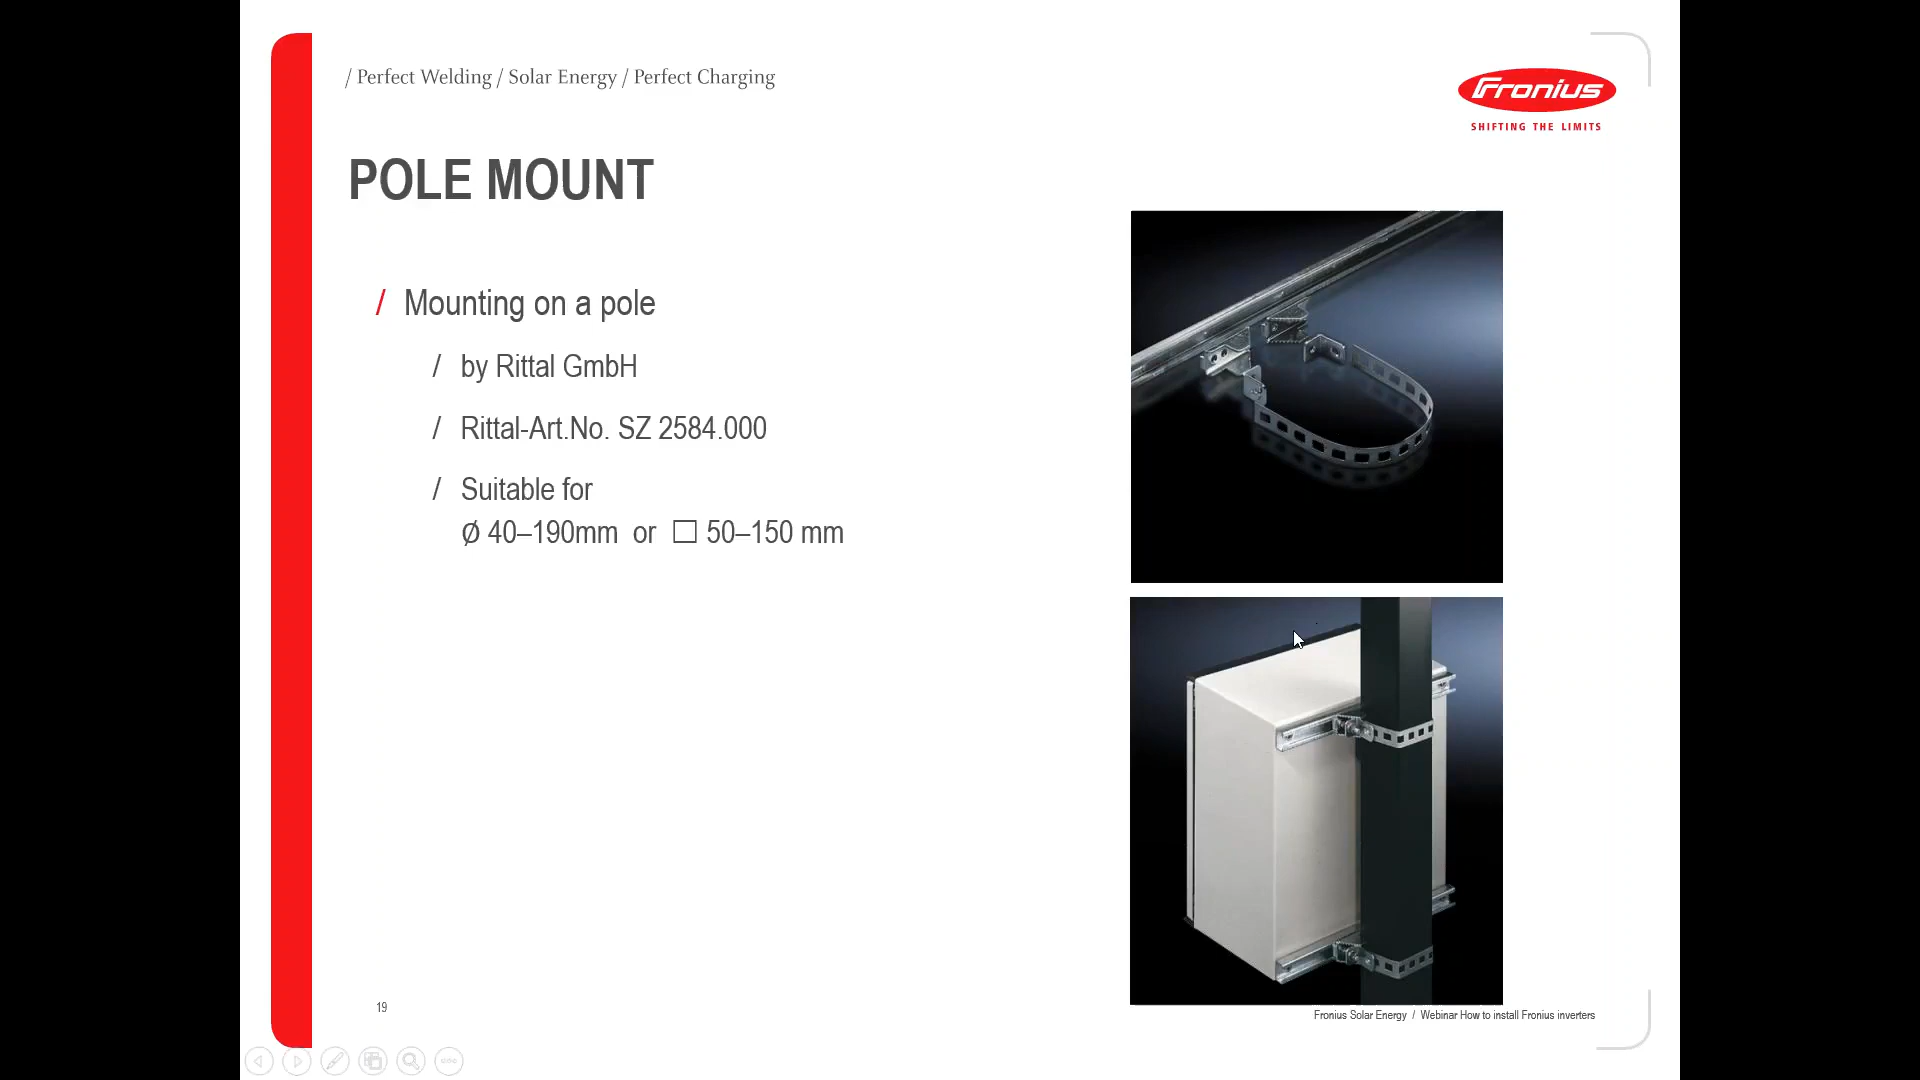 / Perfect Welding / Solar Energy / Perfect Charging
Fronius
SHIFTING THE LIMITS
POLE MOUNT
/ Mounting on a pole
/ by Rittal GmbH
/ Rittal-Art.No. SZ 2584.000
/ Suitable for
Ø 40–190mm or □ 50–150 mm
19
Fronius Solar Energy / Webinar How to install Fronius inverters